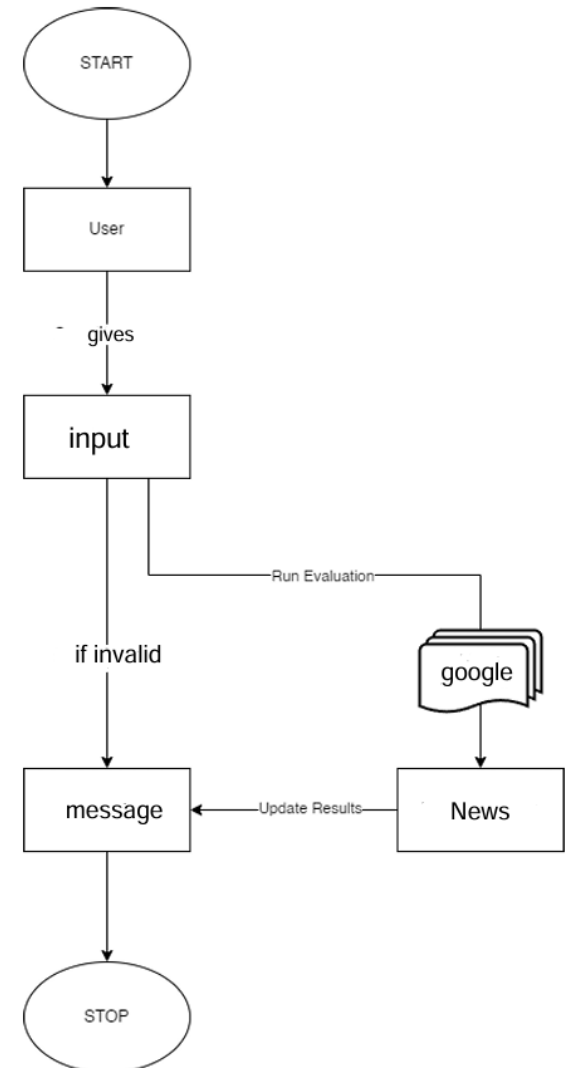 START
User
gives
input
Run Evaluation
if invalid
google
message
Update Results
News
STOP